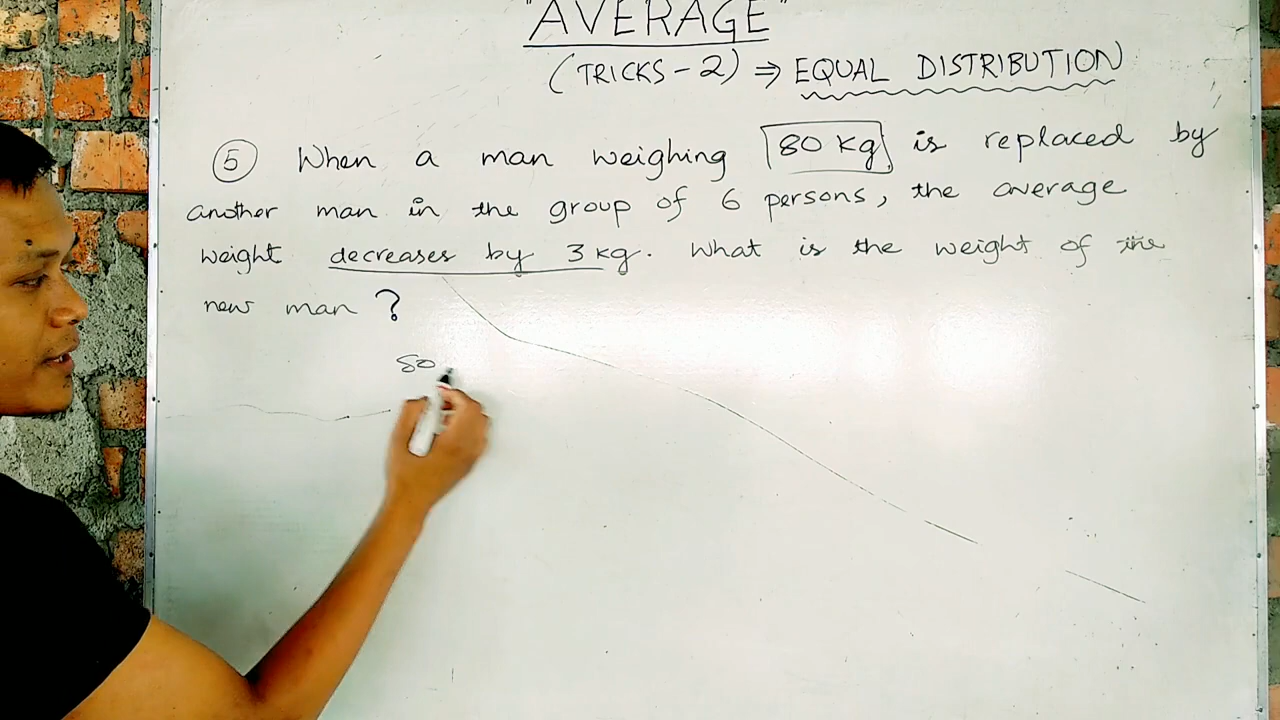 "AVERAGE"
(TRICKS-2) ⇒ EQUAL DISTRIBUTION
⑤ When a man weighing 80 Kg is replaced by
another man in the group of 6 persons, the average
weight decreases by 3 kg. What is the weight of the
new man ?
80